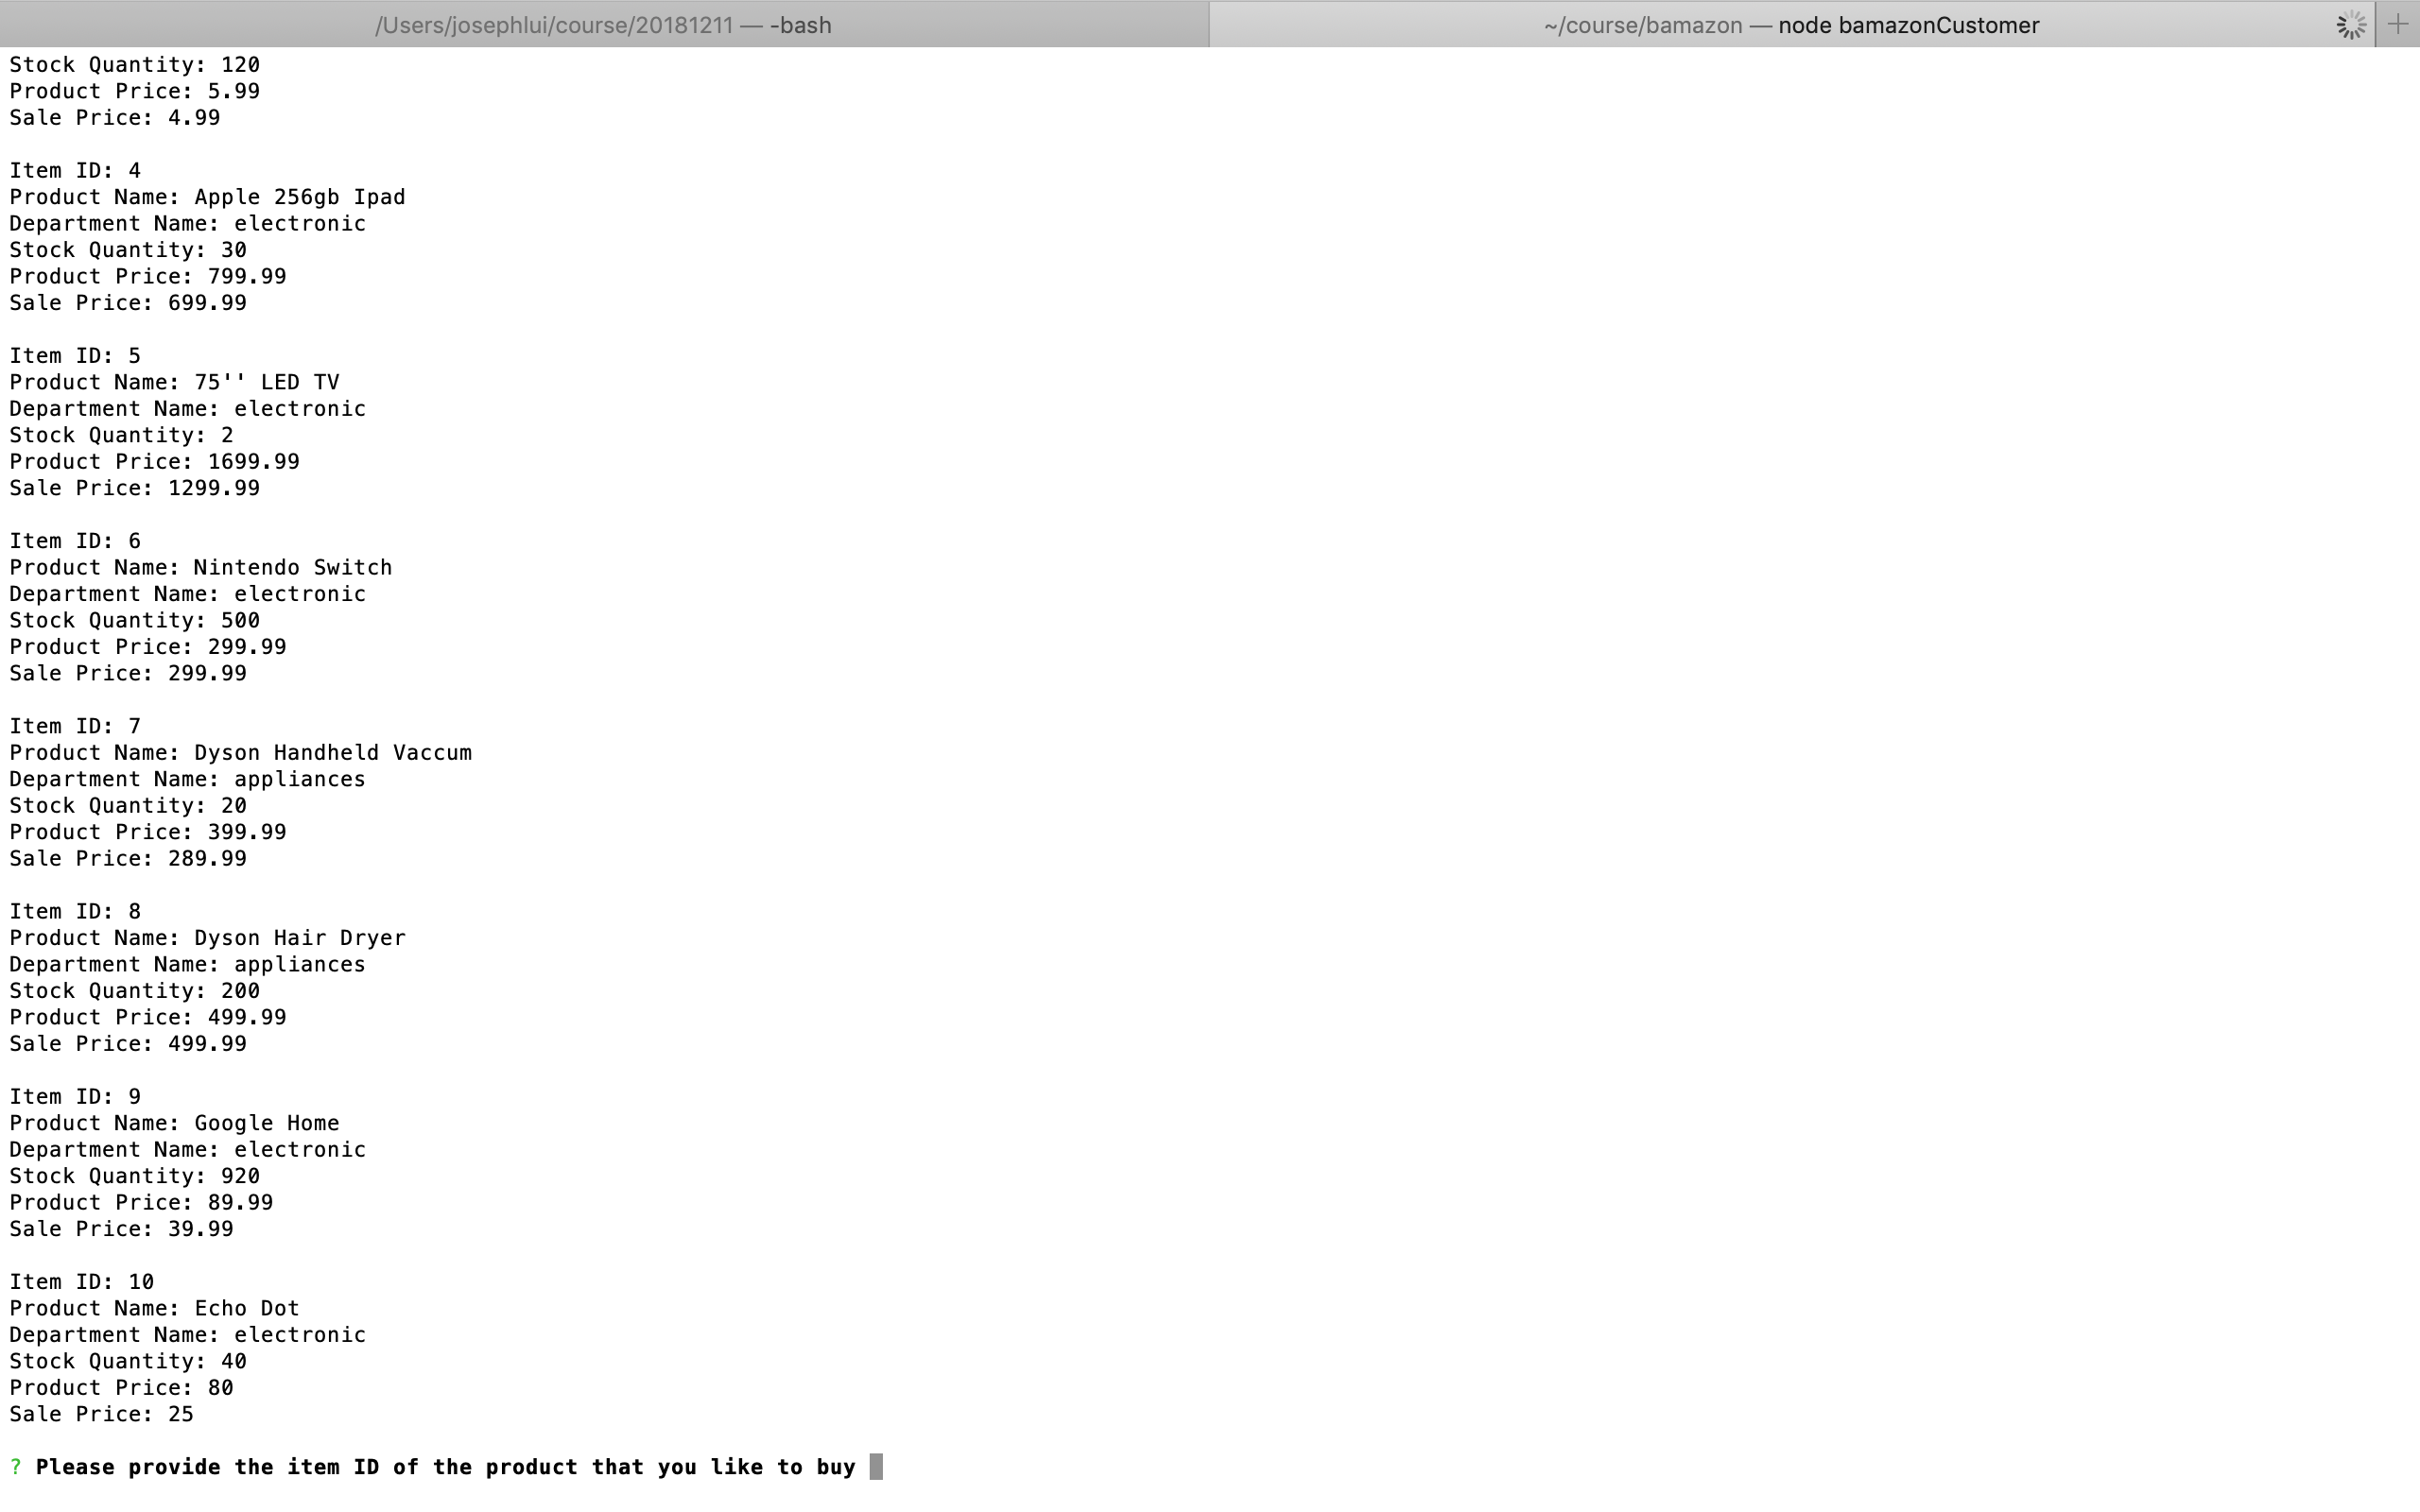 /Users/josephlui/course/20181211 — -bash
~/course/bamazon — node bamazonCustomer
Stock Quantity: 120
Product Price: 5.99
Sale Price: 4.99
Item ID: 4
Product Name: Apple 256gb Ipad
Department Name: electronic
Stock Quantity: 30
Product Price: 799.99
Sale Price: 699.99
Item ID: 5
Product Name: 75'' LED TV
Department Name: electronic
Stock Quantity: 2
Product Price: 1699.99
Sale Price: 1299.99
Item ID: 6
Product Name: Nintendo Switch
Department Name: electronic
Stock Quantity: 500
Product Price: 299.99
Sale Price: 299.99
Item ID: 7
Product Name: Dyson Handheld Vaccum
Department Name: appliances
Stock Quantity: 20
Product Price: 399.99
Sale Price: 289.99
Item ID: 8
Product Name: Dyson Hair Dryer
Department Name: appliances
Stock Quantity: 200
Product Price: 499.99
Sale Price: 499.99
Item ID: 9
Product Name: Google Home
Department Name: electronic
Stock Quantity: 920
Product Price: 89.99
Sale Price: 39.99
Item ID: 10
Product Name: Echo Dot
Department Name: electronic
Stock Quantity: 40
Product Price: 80
Sale Price: 25
? Please provide the item ID of the product that you like to buy